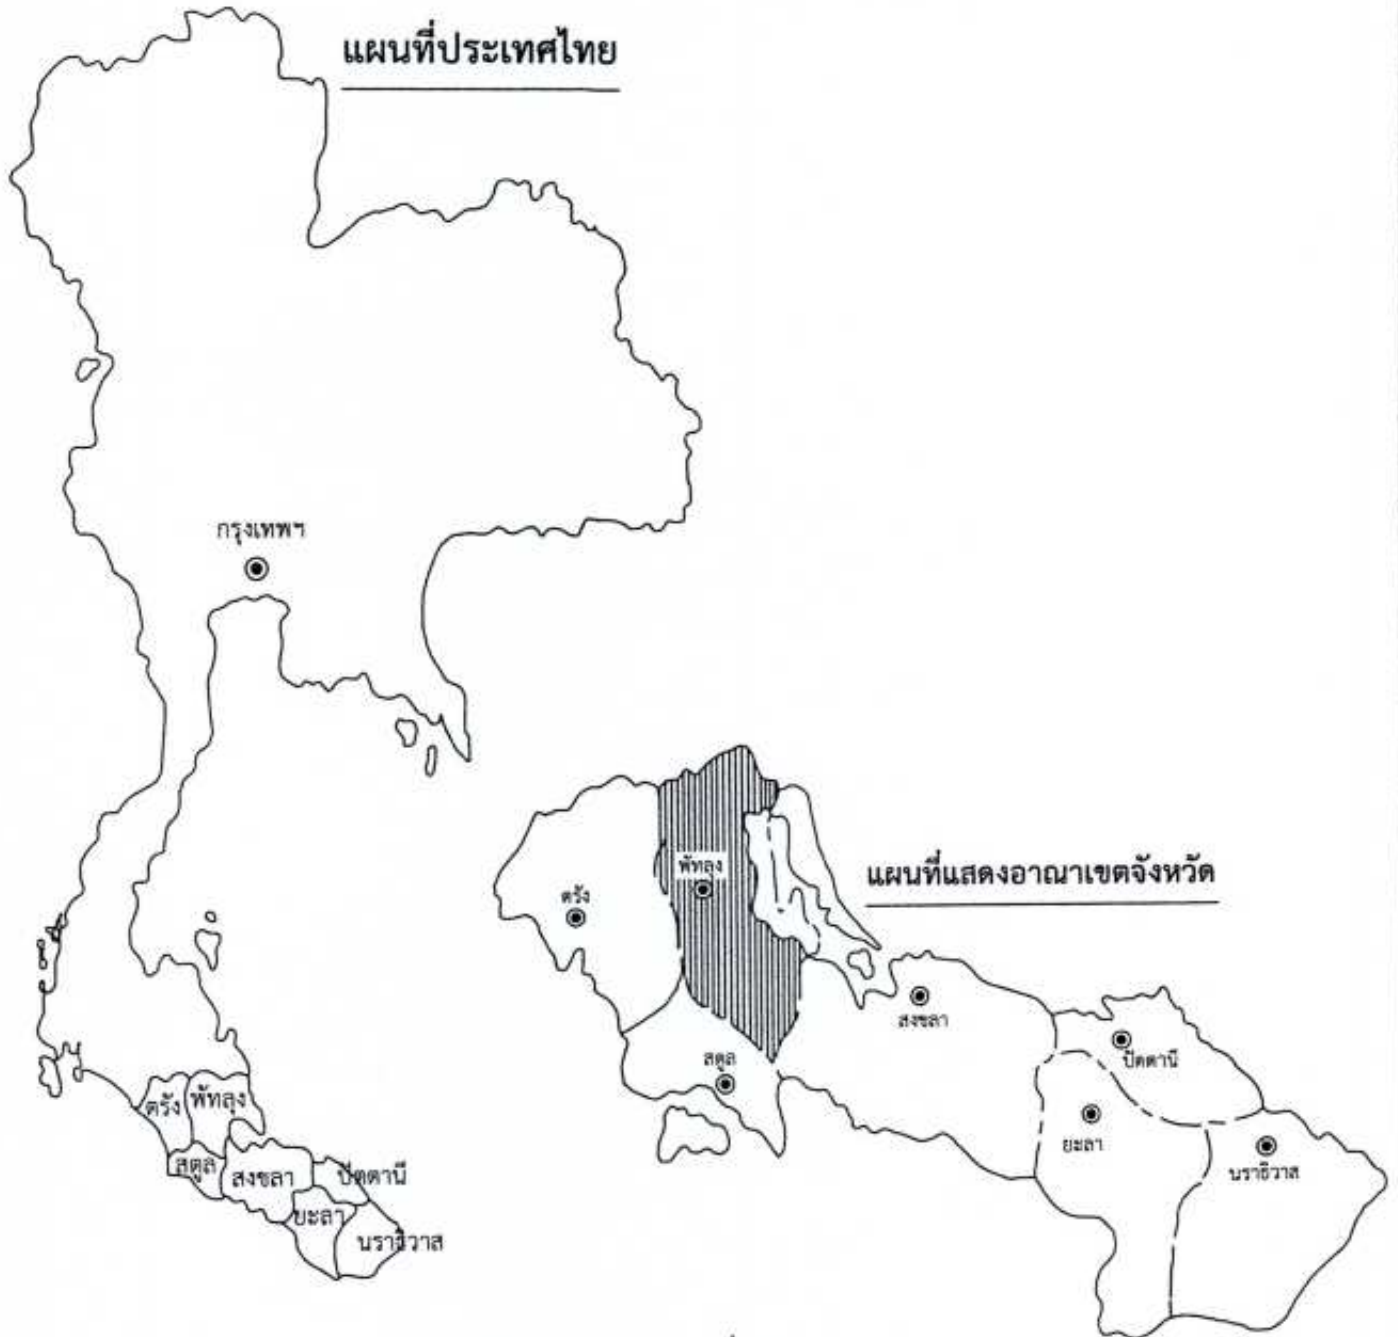 แผนที่ประเทศไทย
กรุงเทพฯ
ตรัง
พัทลุง
สตูล
สงขลา
ปัตตานี
ยะลา
นราธิวาส
แผนที่แสดงอาณาเขตจังหวัด
พัทลุง
ตรัง
สงขลา
สตูล
ปัตตานี
ยะลา
นราธิวาส